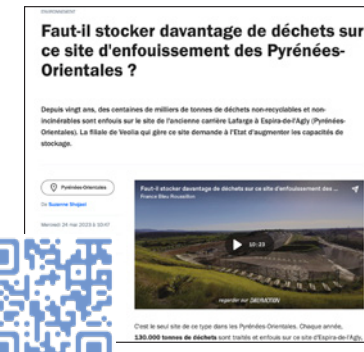 ENVIRONNEMENT
Faut-il stocker davantage de déchets sur
ce site d'enfouissement des Pyrénées-
Orientales ?
Depuis vingt ans, des centaines de milliers de tonnes de déchets non-recyclables et non-
incinérables sont enfouis sur le site de l'ancienne carrière Lafarge à Espira-de-l'Agly (Pyrénées-
Orientales). La filiale de Veolia qui gère ce site demande à l'Etat d'augmenter les capacités de
stockage.
Pyrénées-Orientales
De Suzanne Shojaei
Mercredi 24 mai 2023 à 10:41
Faut-il stocker davantage de déchets sur ce site d'enfouissement des ...
France Bleu Roussillon
10:23
regarder sur DAILYMOTION
C'est le seul site de ce type dans les Pyrénées-Orientales. Chaque année,
130.000 tonnes de déchets sont traités et enfouis sur ce site d'Espira-de-l'Agly,